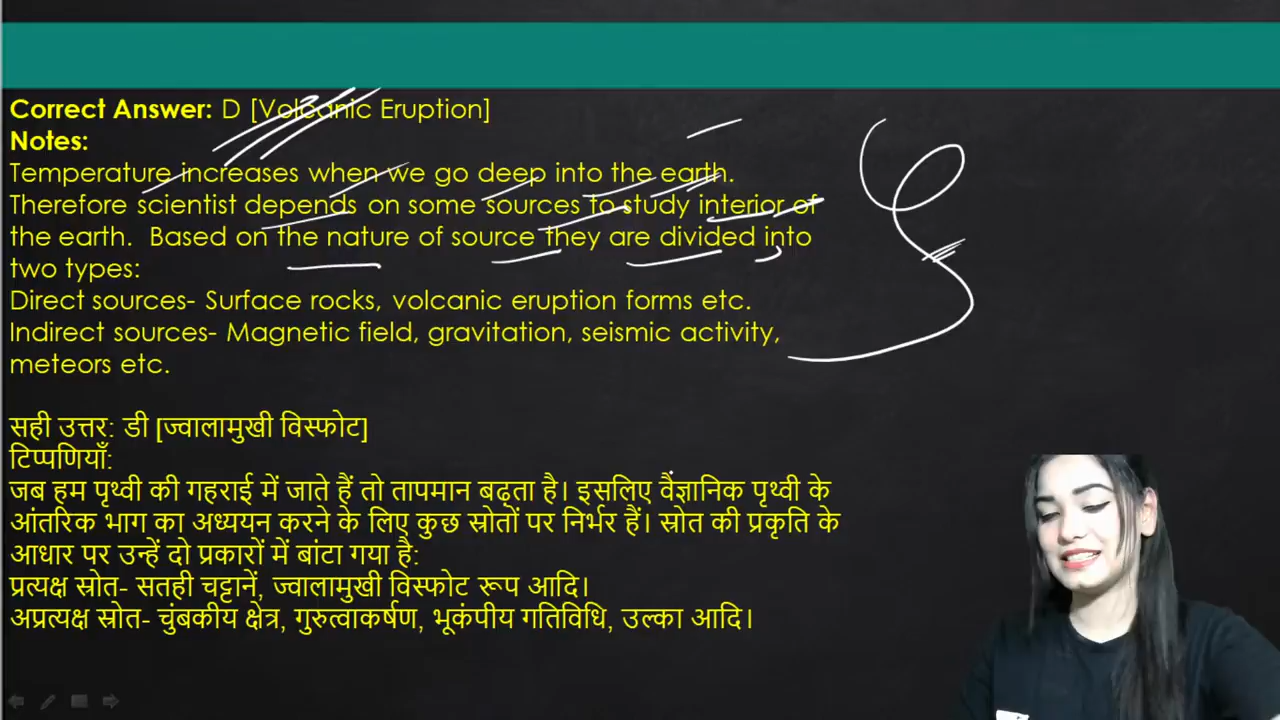 Correct Answer: D [Volcanic Eruption]
Notes:
Temperature increases when we go deep into the earth.
Therefore scientist depends on some sources to study interior of
the earth.  Based on the nature of source they are divided into
two types:
Direct sources- Surface rocks, volcanic eruption forms etc.
Indirect sources- Magnetic field, gravitation, seismic activity,
meteors etc.
सही उत्तर: डी [ज्वालामुखी विस्फोट]
टिप्पणियाँ:
जब हम पृथ्वी की गहराई में जाते हैं तो तापमान बढ़ता है। इसलिए वैज्ञानिक पृथ्वी के
आंतरिक भाग का अध्ययन करने के लिए कुछ स्रोतों पर निर्भर हैं। स्रोत की प्रकृति के
आधार पर उन्हें दो प्रकारों में बांटा गया है:
प्रत्यक्ष स्रोत- सतही चट्टानें, ज्वालामुखी विस्फोट रूप आदि।
अप्रत्यक्ष स्रोत- चुंबकीय क्षेत्र, गुरुत्वाकर्षण, भूकंपीय गतिविधि, उल्का आदि।